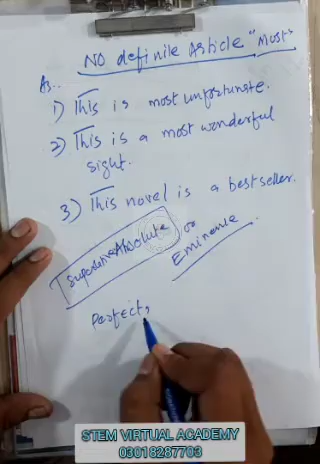 No definite Article "Most"
As..
1) This is most unfortunate.
2) This is a most wonderful
sight.
3) This novel is a bestseller.
Superlative Absolute or
Eminence.
Parfect,
STEM VIRTUAL ACADEMY
03018287703